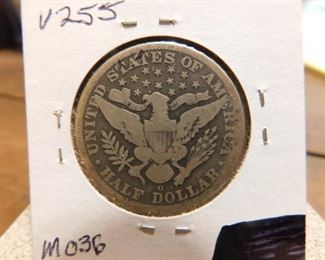 V255
UNITED STATES OF AMERICA
O
HALF DOLLAR
M036